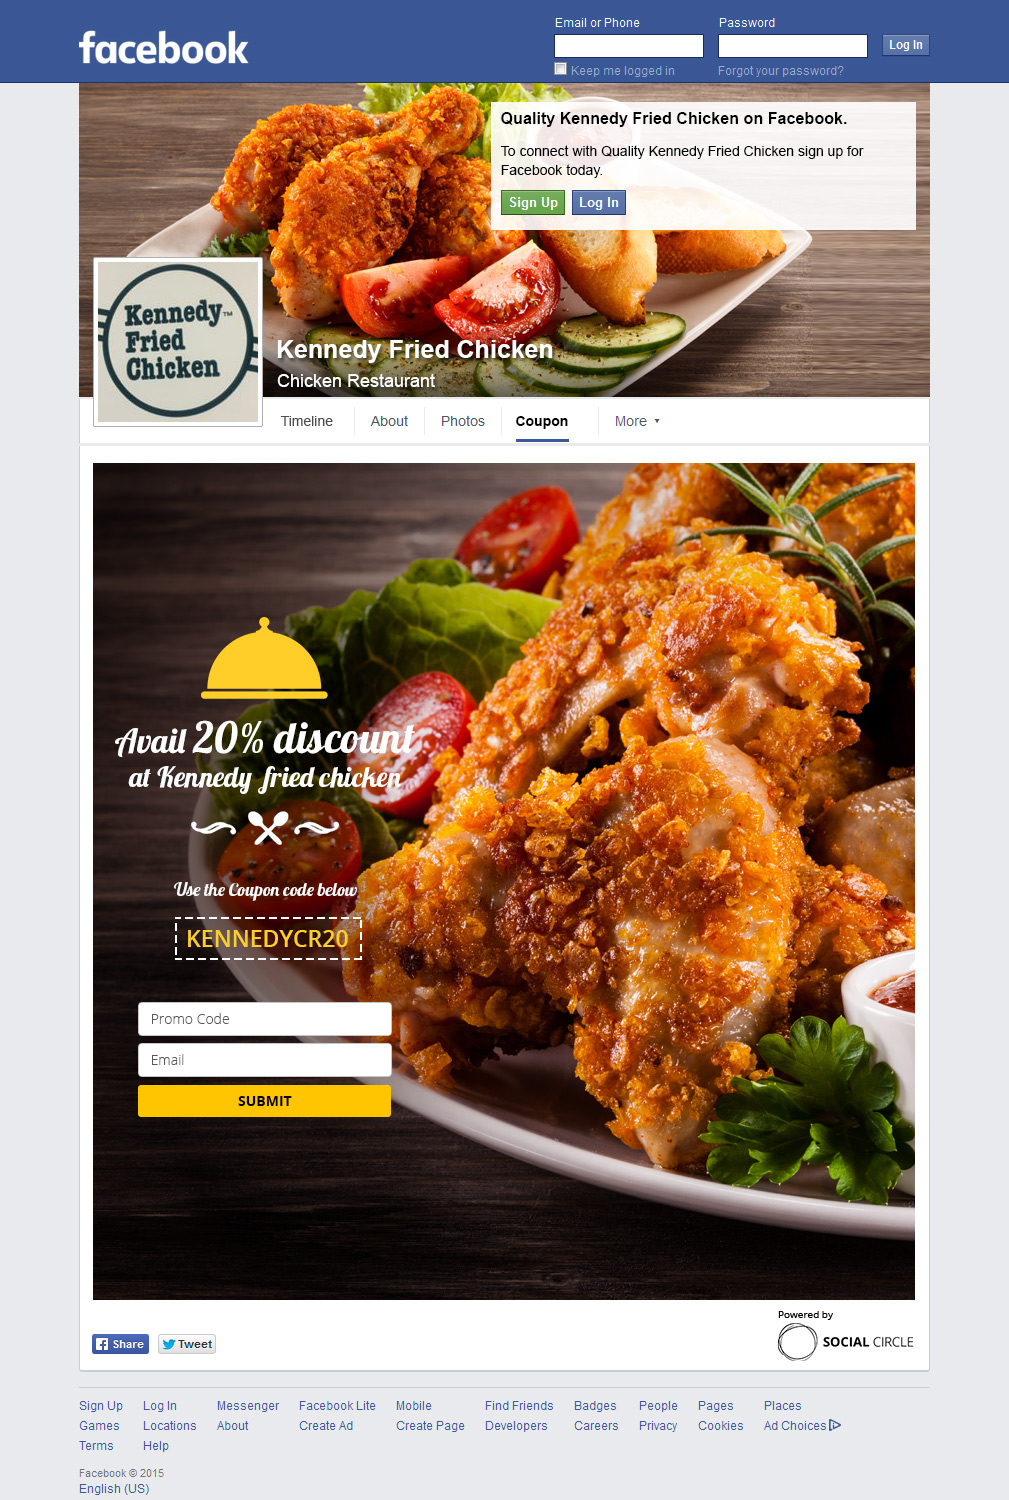 facebook
Email or Phone
Password
Log In
Keep me logged in
Forgot your password?
Quality Kennedy Fried Chicken on Facebook.
To connect with Quality Kennedy Fried Chicken sign up for
Facebook today.
Sign Up Log In
Kennedy™
Fried
Chicken
Kennedy Fried Chicken
Chicken Restaurant
Timeline About Photos Coupon More
Avail 20% discount
at Kennedy fried chicken
Use the Coupon code below
KENNEDYCR20
Promo Code
Email
SUBMIT
Share Tweet
Powered by
SOCIAL CIRCLE
Sign Up Log In Messenger Facebook Lite Mobile Find Friends Badges People Pages Places
Games Locations About Create Ad Create Page Developers Careers Privacy Cookies Ad Choices
Terms Help
Facebook © 2015
English (US)